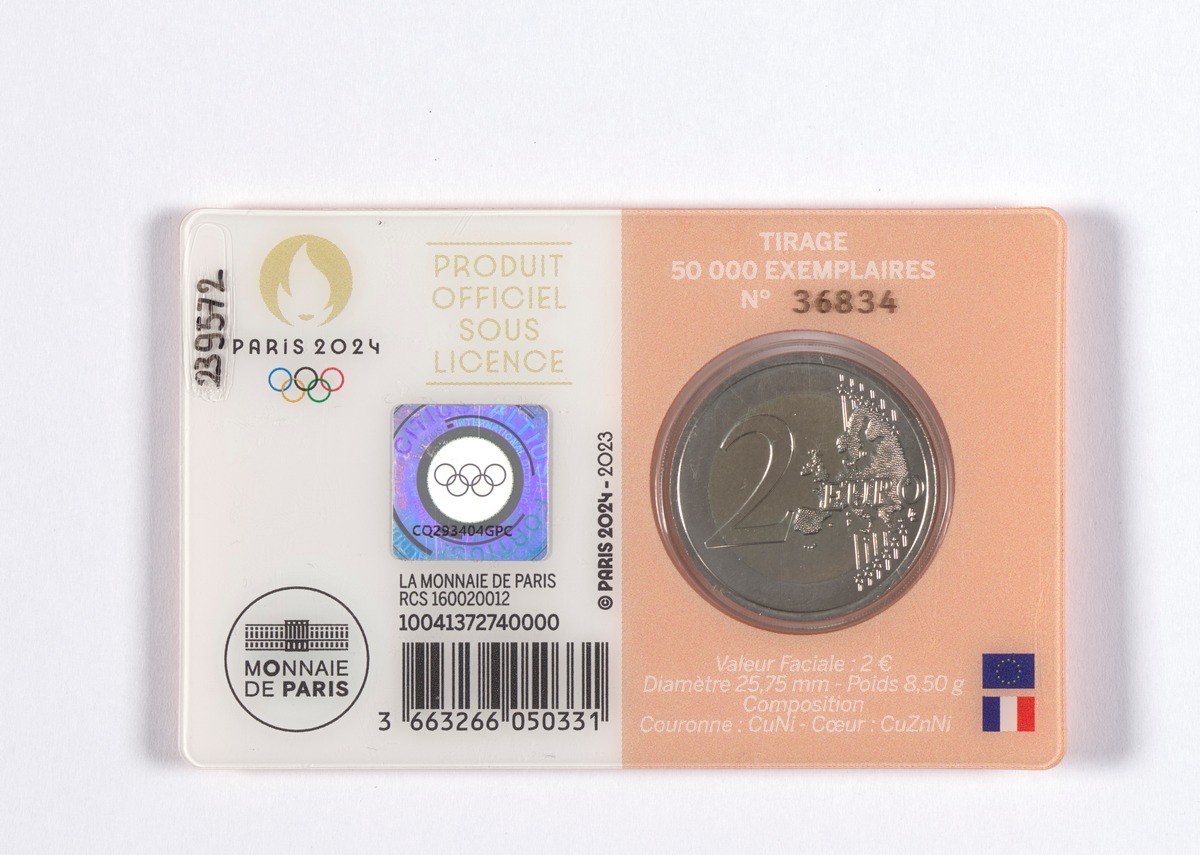 239572
PARIS 2024
PRODUIT
OFFICIEL
SOUS
LICENCE
CQ293404GPC
LA MONNAIE DE PARIS
RCS 160020012
10041372740000
3 663266 050331
MONNAIE
DE PARIS
© PARIS 2024 - 2023
TIRAGE
50 000 EXEMPLAIRES
N° 36834
2 EURO
Valeur Faciale : 2 €
Diamètre 25,75 mm - Poids 8,50 g
Composition
Couronne : CuNi - Cœur : CuZnNi